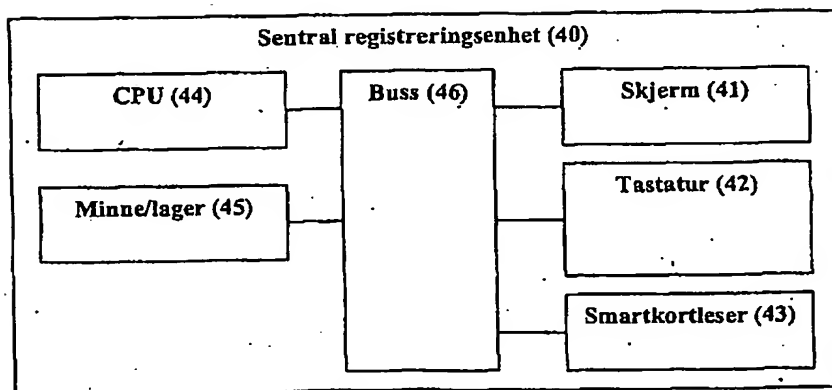 Sentral registreringsenhet (40)
CPU (44)
Buss (46)
Skjerm (41)
Minne/lager (45)
Tastatur (42)
Smartkortleser (43)